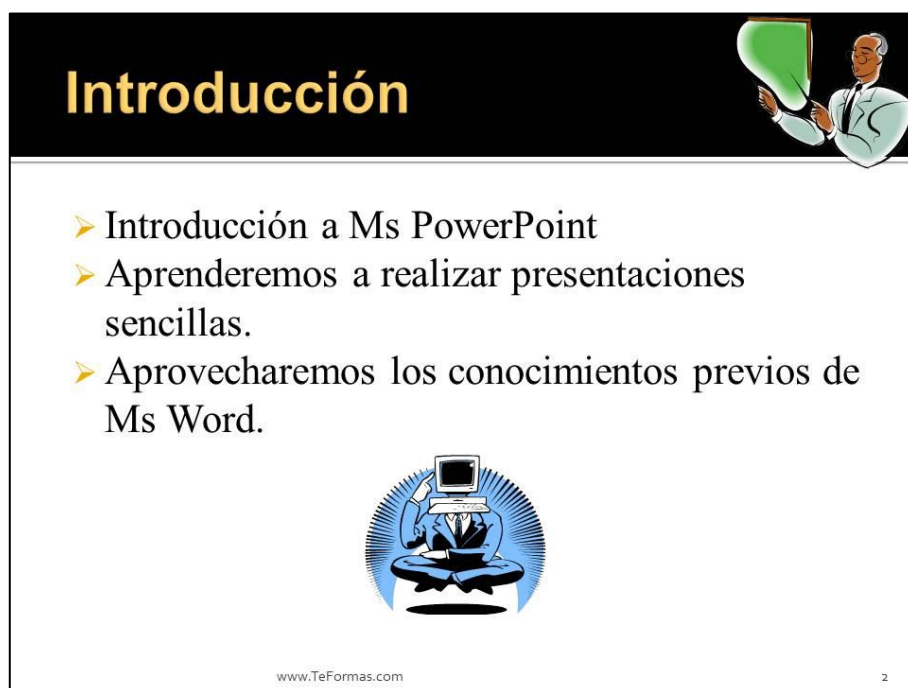 Introducción
Introducción a Ms PowerPoint
Aprenderemos a realizar presentaciones
sencillas.
Aprovecharemos los conocimientos previos de
Ms Word.
www.TeFormas.com
2